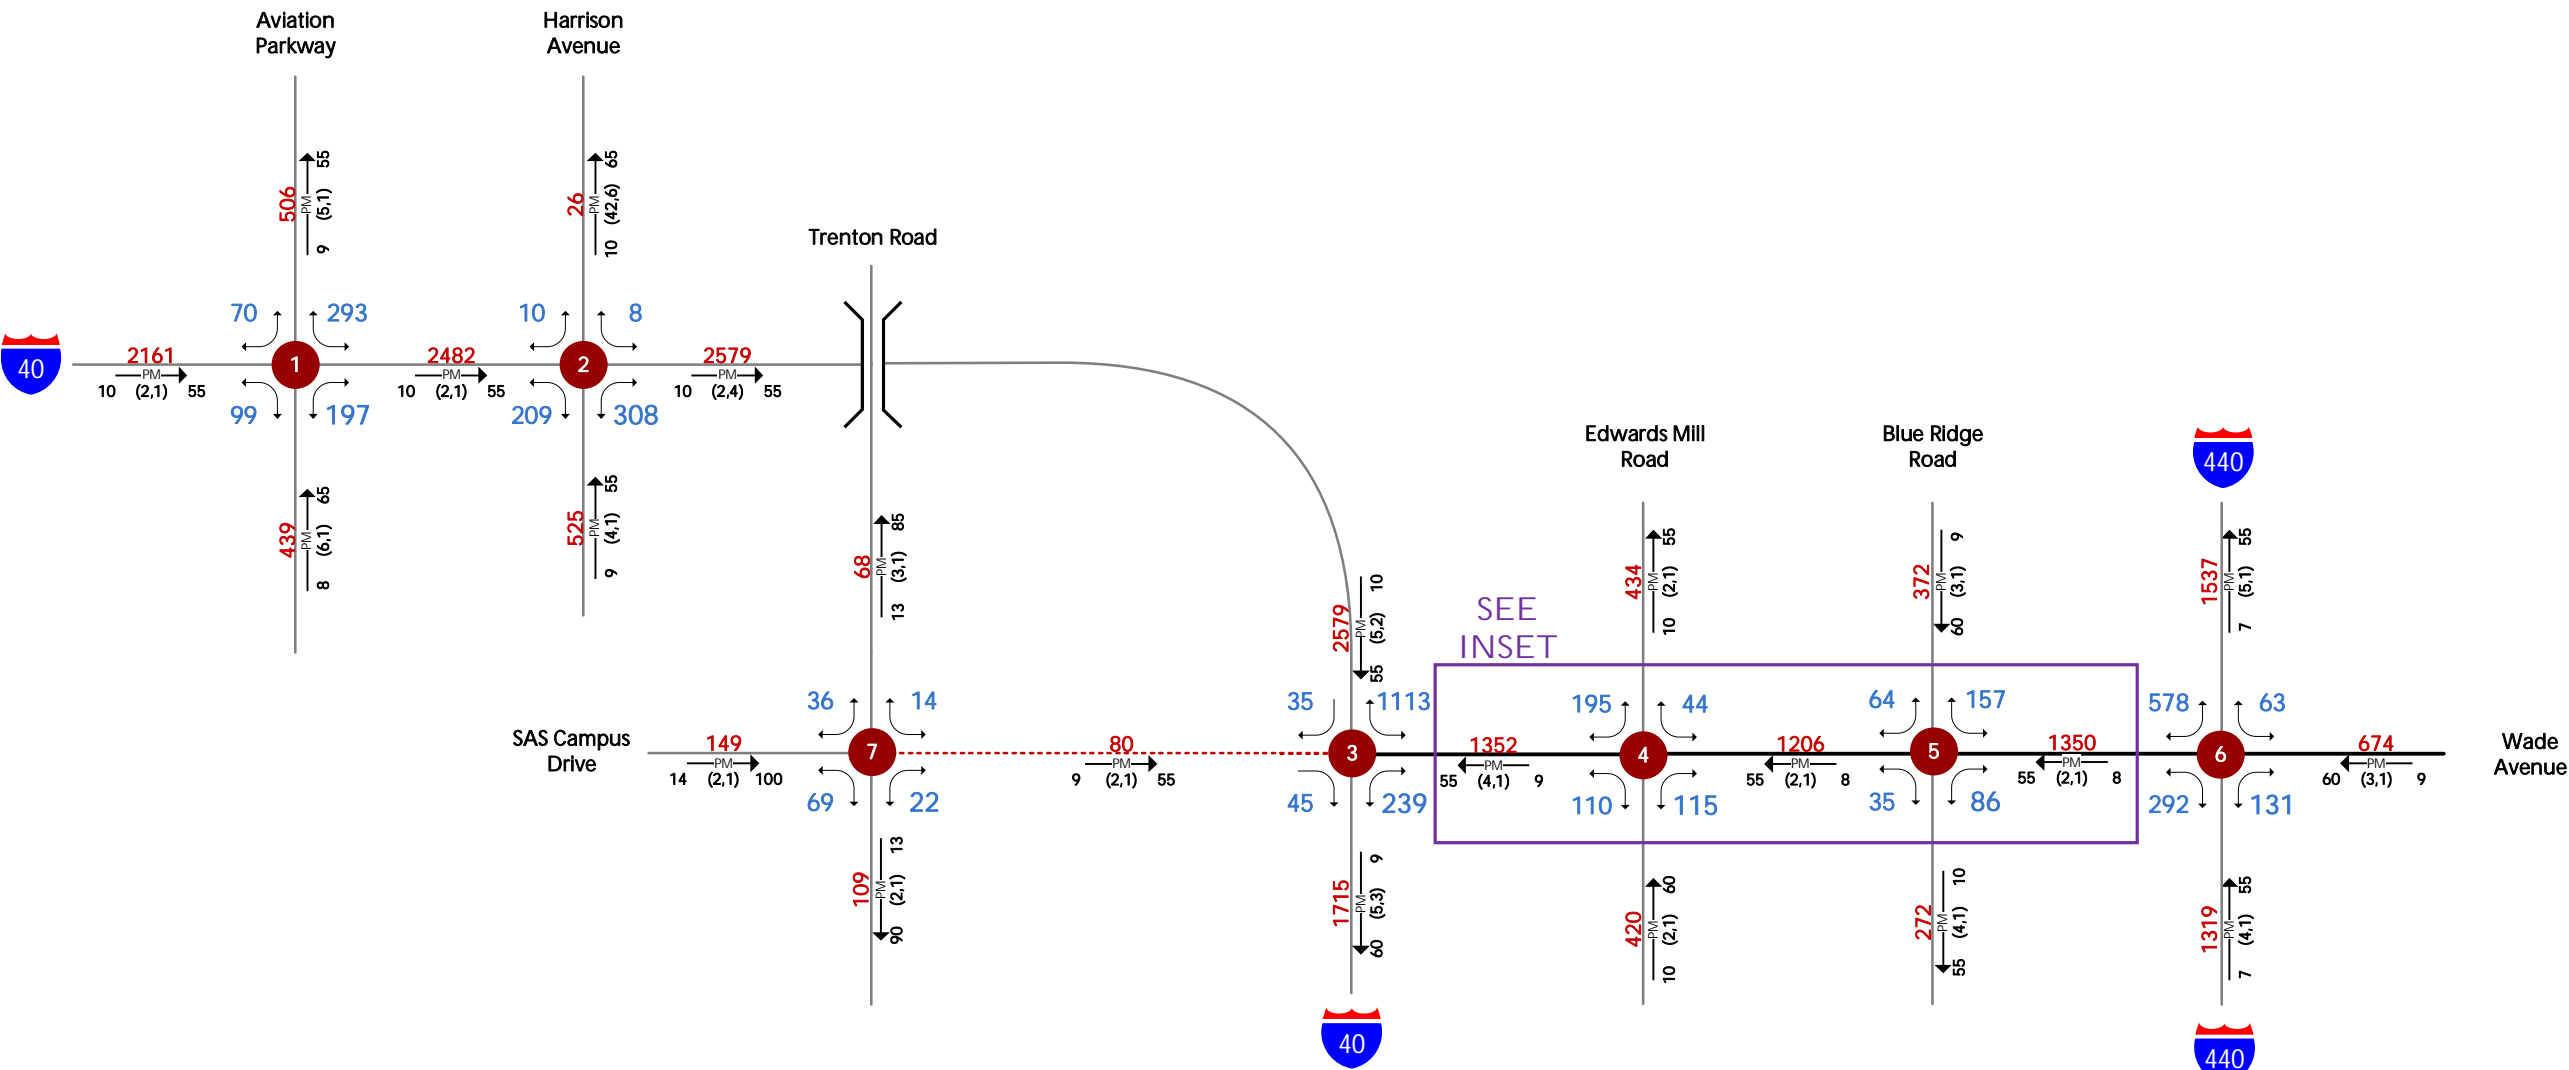 Aviation
Parkway
Harrison
Avenue
Trenton Road
506
PM
(5,1)
9
55
26
PM
(42,6)
10
65
70
293
10
8
40
2161
PM
10 (2,1) 55
1
2482
PM
10 (2,1) 55
2
2579
PM
10 (2,4) 55
99
197
209
308
439
PM
(6,1)
8
65
525
PM
(4,1)
9
55
68
PM
(3,1)
13
85
2579
PM
(5,2)
10
55
Edwards Mill
Road
Blue Ridge
Road
440
434
PM
(2,1)
10
55
372
PM
(3,1)
9
60
1537
PM
(5,1)
7
55
SEE
INSET
36
14
35
1113
195
44
64
157
578
63
SAS Campus
Drive
149
PM
14 (2,1) 100
7
80
PM
9 (2,1) 55
3
1352
PM
55 (4,1) 9
4
1206
PM
55 (2,1) 8
5
1350
PM
55 (2,1) 8
6
674
PM
60 (3,1) 9
Wade
Avenue
69
22
45
239
110
115
35
86
292
131
109
PM
(2,1)
13
90
1715
PM
(5,3)
9
60
420
PM
(2,1)
10
60
272
PM
(4,1)
10
55
1319
PM
(4,1)
7
55
40
440